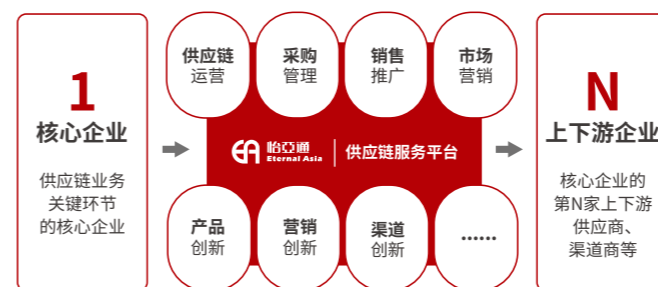 1
核心企业
供应链业务
关键环节
的核心企业
供应链
运营
采购
管理
销售
推广
市场
营销
EA 怡亞通
Eternal Asia
供应链服务平台
产品
创新
营销
创新
渠道
创新
……
N
上下游企业
核心企业的
第N家上下游
供应商、
渠道商等